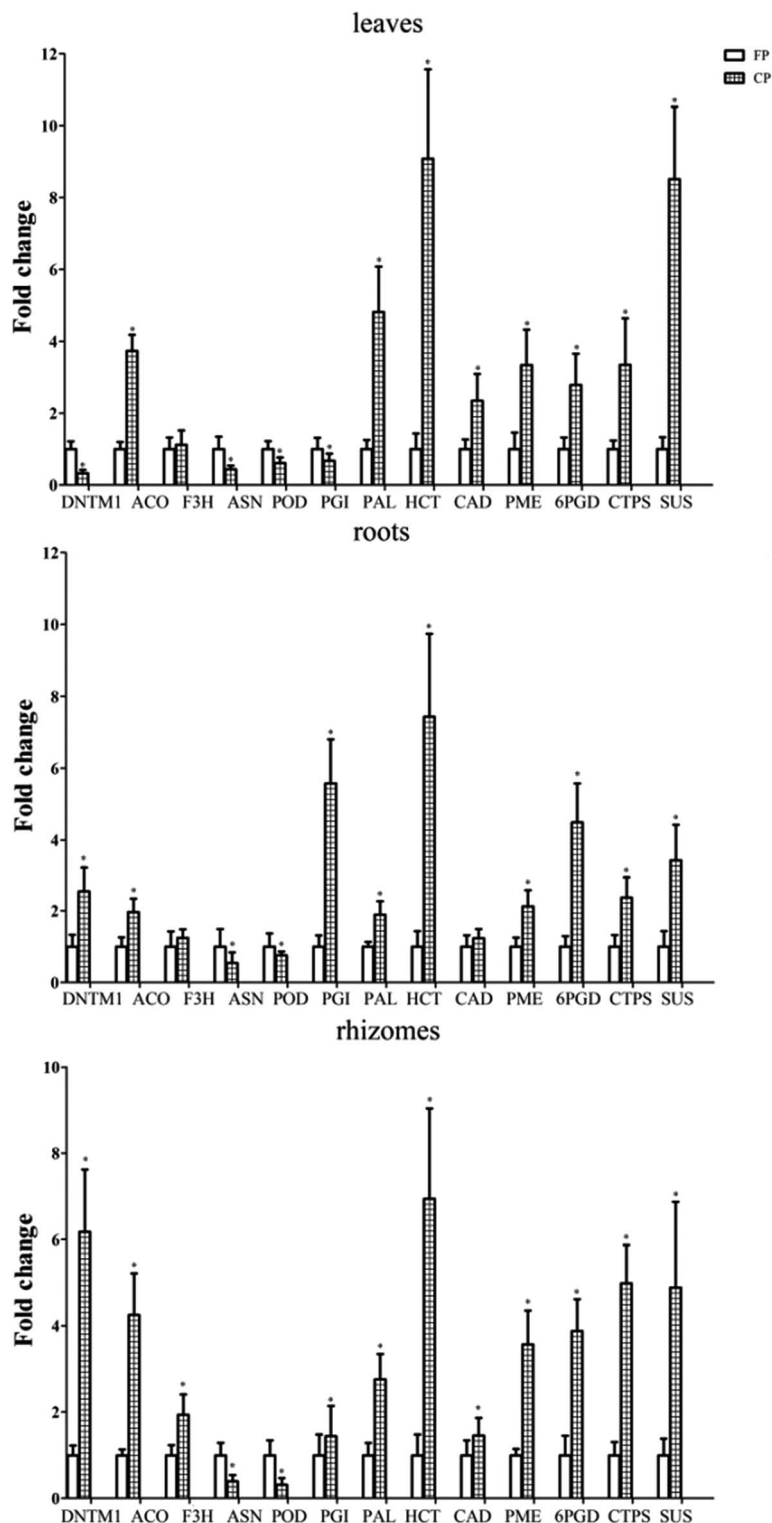 leaves
FP
CP
12
10
8
6
4
2
0
Fold change
* * * * * * * * * * * *
DNTM1 ACO F3H ASN POD PGI PAL HCT CAD PME 6PGD CTPS SUS
roots
12
10
8
6
4
2
0
Fold change
* * * * * * * * * * *
DNTM1 ACO F3H ASN POD PGI PAL HCT CAD PME 6PGD CTPS SUS
rhizomes
10
8
6
4
2
0
Fold change
* * * * * * * * * * * * *
DNTM1 ACO F3H ASN POD PGI PAL HCT CAD PME 6PGD CTPS SUS